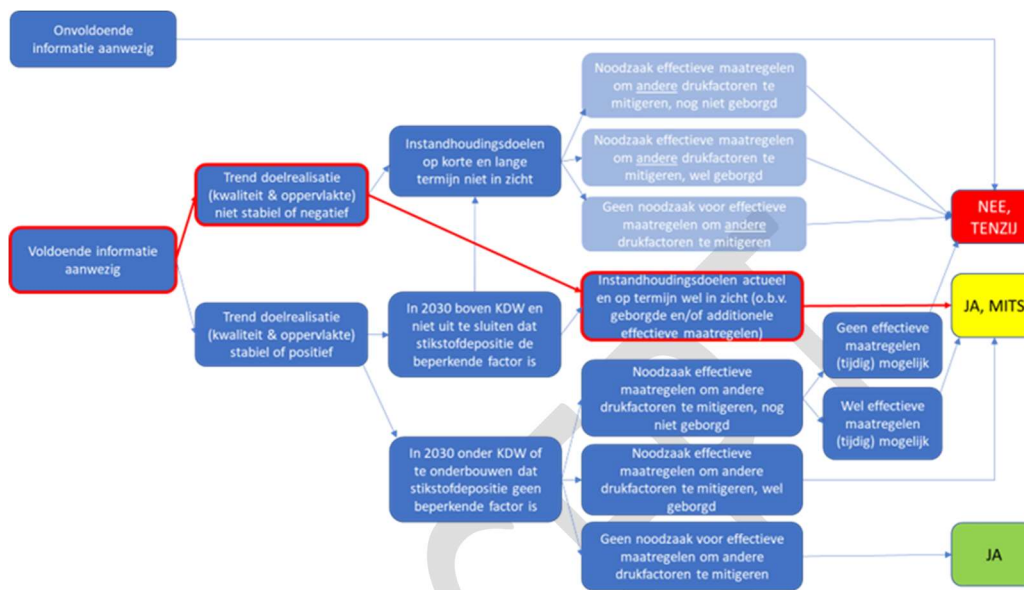 Onvoldoende
informatie aanwezig
Noodzaak effectieve maatregelen
om andere drukfactoren te
mitigeren, nog niet geborgd
Instandhoudingsdoelen
op korte en lange
termijn niet in zicht
Noodzaak effectieve maatregelen
om andere drukfactoren te
mitigeren, wel geborgd
Trend doelrealisatie
(kwaliteit & oppervlakte)
niet stabiel of negatief
Geen noodzaak voor effectieve
maatregelen om andere
drukfactoren te mitigeren
NEE,
TENZIJ
Voldoende informatie
aanwezig
Instandhoudingsdoelen actueel
en op termijn wel in zicht (o.b.v.
geborgde en/of additionele
effectieve maatregelen)
JA, MITS
Trend doelrealisatie
(kwaliteit & oppervlakte)
stabiel of positief
In 2030 boven KDW en
niet uit te sluiten dat
stikstofdepositie de
beperkende factor is
Geen effectieve
maatregelen
(tijdig) mogelijk
Noodzaak effectieve
maatregelen om andere
drukfactoren te mitigeren, nog
niet geborgd
Wel effectieve
maatregelen
(tijdig) mogelijk
In 2030 onder KDW of
te onderbouwen dat
stikstofdepositie geen
beperkende factor is
Noodzaak effectieve
maatregelen om andere
drukfactoren te mitigeren, wel
geborgd
Geen noodzaak voor effectieve
maatregelen om andere
drukfactoren te mitigeren
JA